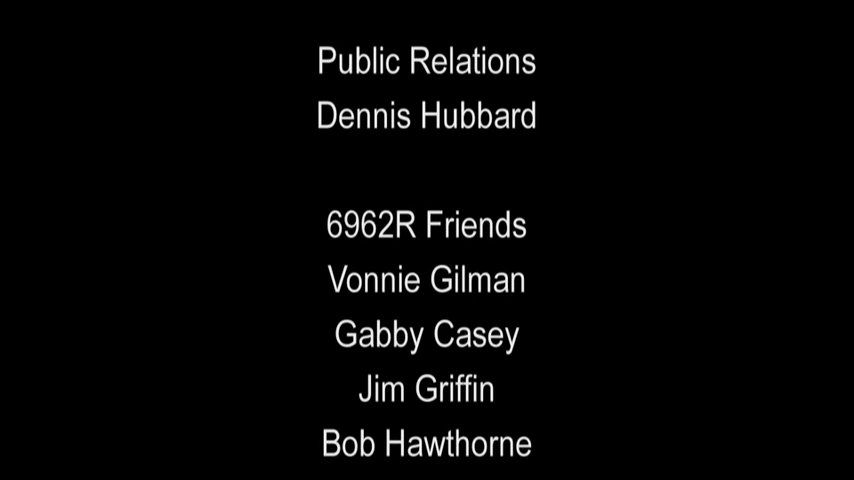 Public Relations
Dennis Hubbard
6962R Friends
Vonnie Gilman
Gabby Casey
Jim Griffin
Bob Hawthorne